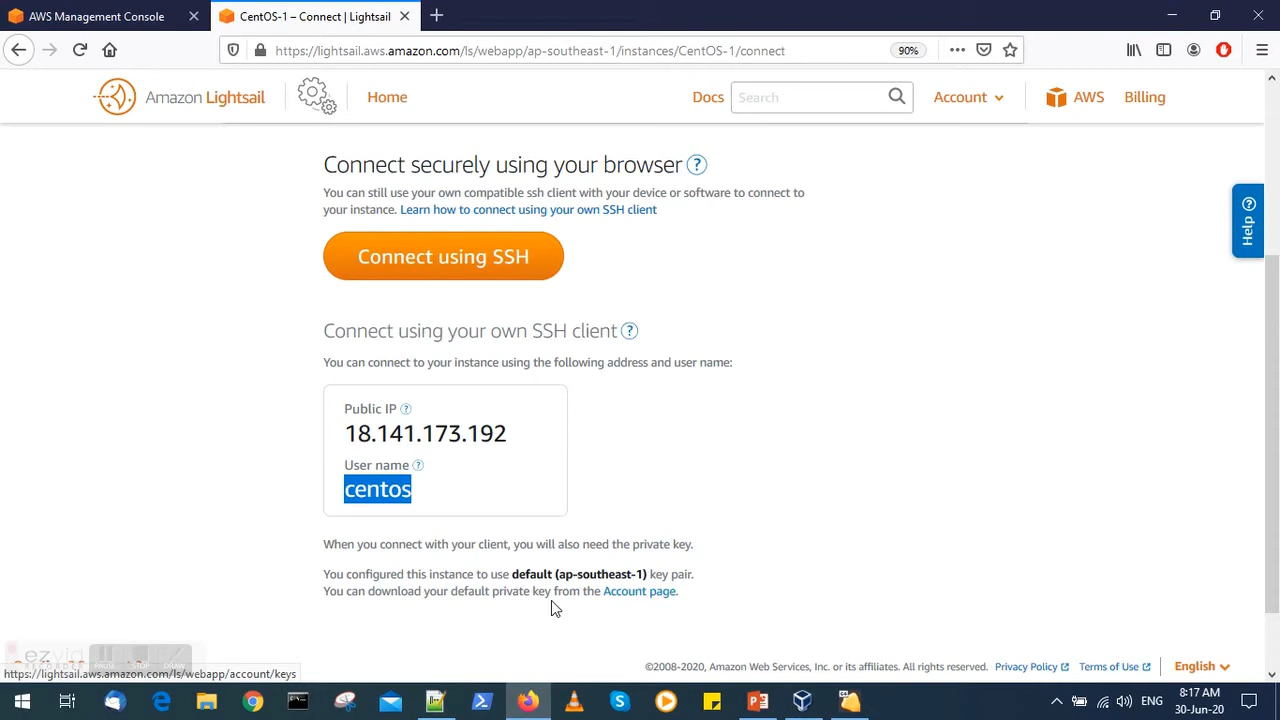 AWS Management Console
CentOS-1 – Connect | Lightsail
https://lightsail.aws.amazon.com/ls/webapp/ap-southeast-1/instances/CentOS-1/connect
90%
Amazon Lightsail
Home
Docs
Search
Account
AWS
Billing
Connect securely using your browser ?
You can still use your own compatible ssh client with your device or software to connect to
your instance. Learn how to connect using your own SSH client
Connect using SSH
Help ?
Connect using your own SSH client ?
You can connect to your instance using the following address and user name:
Public IP ?
18.141.173.192
User name ?
centos
When you connect with your client, you will also need the private key.
You configured this instance to use default (ap-southeast-1) key pair.
You can download your default private key from the Account page.
ezvid
PAUSE STOP DRAW
https://lightsail.aws.amazon.com/ls/webapp/account/keys
©2008-2020, Amazon Web Services, Inc. or its affiliates. All rights reserved.
Privacy Policy
Terms of Use
English
ENG
8:17 AM
30-Jun-20